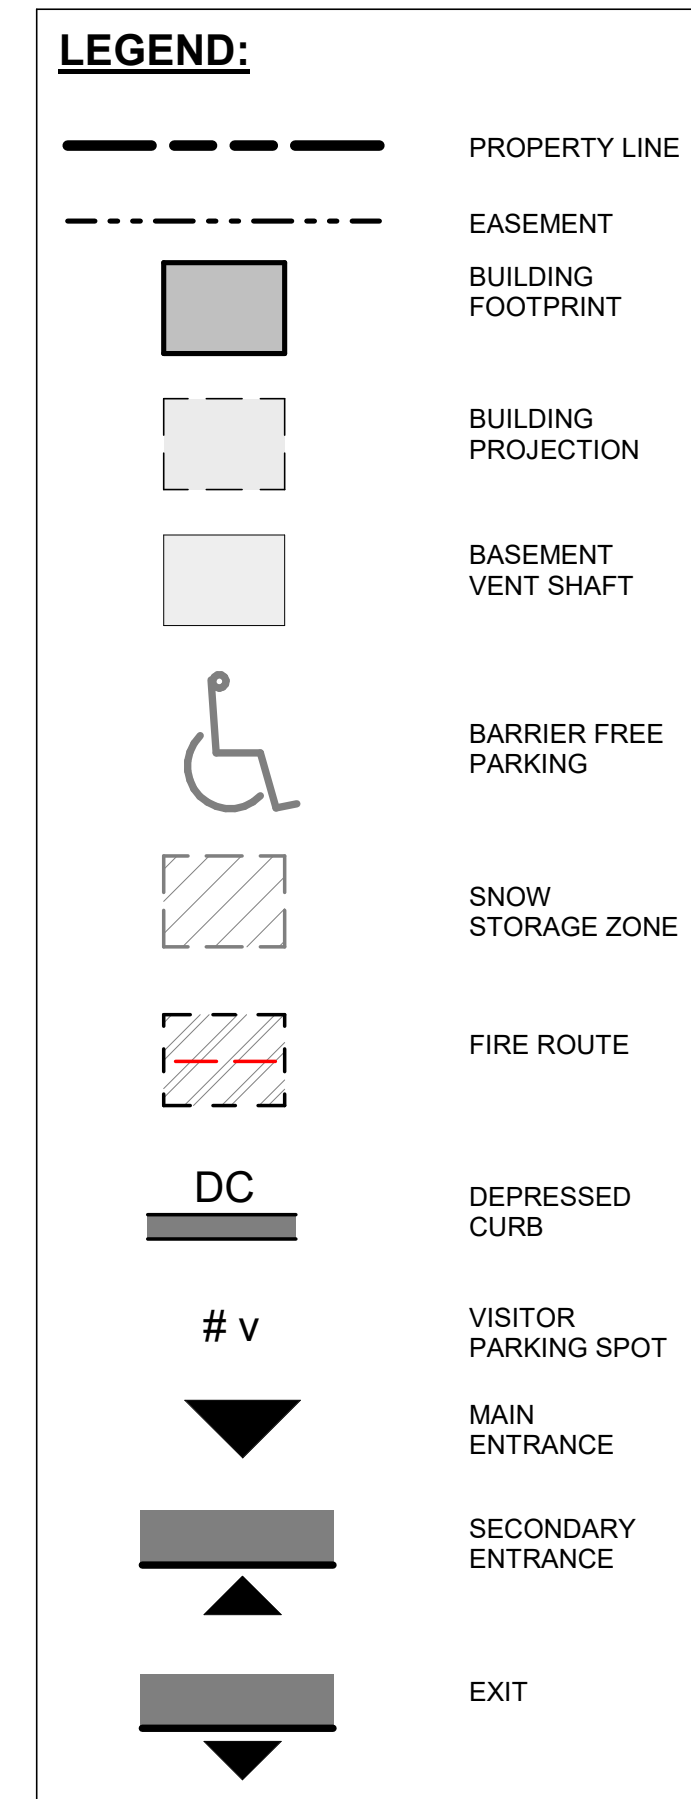 LEGEND:
PROPERTY LINE
EASEMENT
BUILDING
FOOTPRINT
BUILDING
PROJECTION
BASEMENT
VENT SHAFT
BARRIER FREE
PARKING
SNOW
STORAGE ZONE
FIRE ROUTE
DC
DEPRESSED
CURB
# v
VISITOR
PARKING SPOT
MAIN
ENTRANCE
SECONDARY
ENTRANCE
EXIT